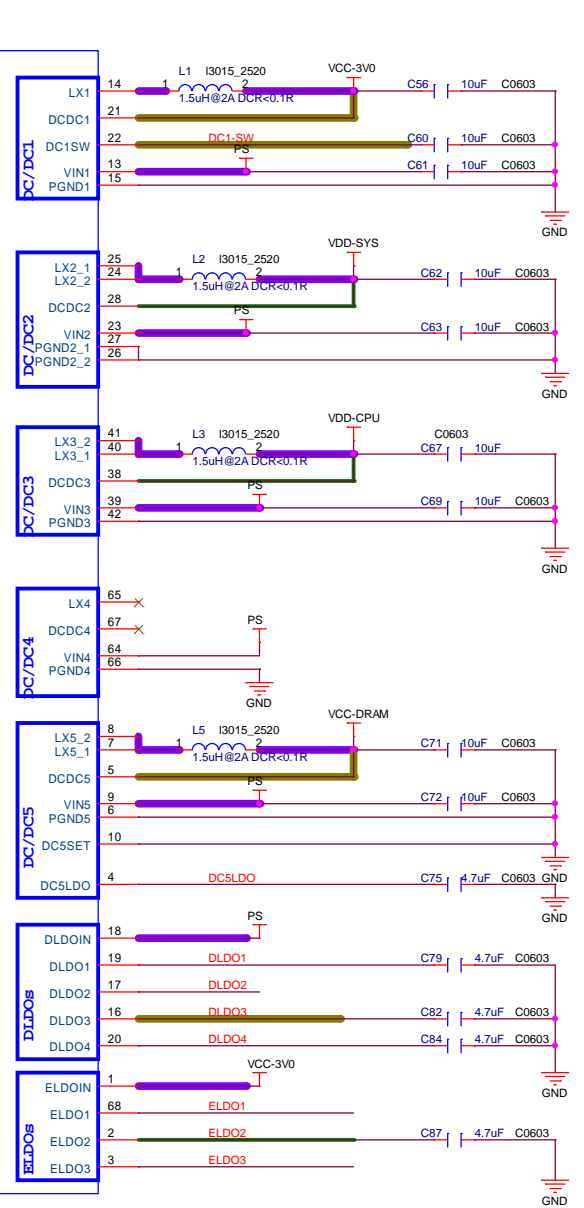 DC/DC1
LX1 14 1 L1 I3015_2520 2 VCC-3V0 C56 10uF C0603
1.5uH@2A DCR<0.1R
DCDC1 21
DC1SW 22 DC1-SW C60 10uF C0603
PS
VIN1 13 C61 10uF C0603
PGND1 15
GND
DC/DC2
VDD-SYS
LX2_1 25 L2 I3015_2520
LX2_2 24 1 2 C62 10uF C0603
1.5uH@2A DCR<0.1R
DCDC2 28
PS
VIN2 23 C63 10uF C0603
PGND2_1 27
PGND2_2 26
GND
DC/DC3
VDD-CPU
LX3_2 41 L3 I3015_2520 C0603
LX3_1 40 1 2 C67 10uF
1.5uH@2A DCR<0.1R
DCDC3 38
PS
VIN3 39 C69 10uF C0603
PGND3 42
GND
DC/DC4
LX4 65
DCDC4 67
PS
VIN4 64
PGND4 66
GND
DC/DC5
VCC-DRAM
LX5_2 8 L5 I3015_2520
LX5_1 7 1 2 C71 10uF C0603
1.5uH@2A DCR<0.1R
DCDC5 5
PS
VIN5 9 C72 10uF C0603
PGND5 6
DC5SET 10
GND
DC5LDO 4 DC5LDO C75 4.7uF C0603
GND
DLDOs
PS
DLDOIN 18
DLDO1 19 DLDO1 C79 4.7uF C0603
DLDO2 17 DLDO2
DLDO3 16 DLDO3 C82 4.7uF C0603
DLDO4 20 DLDO4 C84 4.7uF C0603
GND
ELDOs
VCC-3V0
ELDOIN 1
ELDO1 68 ELDO1
ELDO2 2 ELDO2 C87 4.7uF C0603
ELDO3 3 ELDO3
GND